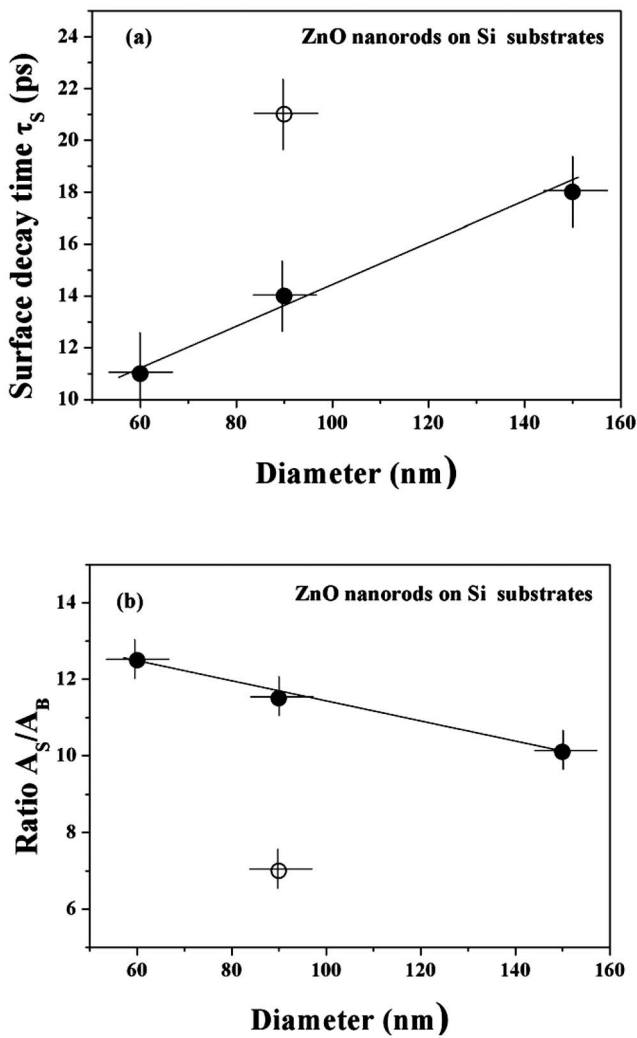 (a) ZnO nanorods on Si substrates
Surface decay time τS (ps)
24
22
20
18
16
14
12
10
60 80 100 120 140 160
Diameter (nm)
(b) ZnO nanorods on Si substrates
Ratio AS/AB
14
12
10
8
6
60 80 100 120 140 160
Diameter (nm)